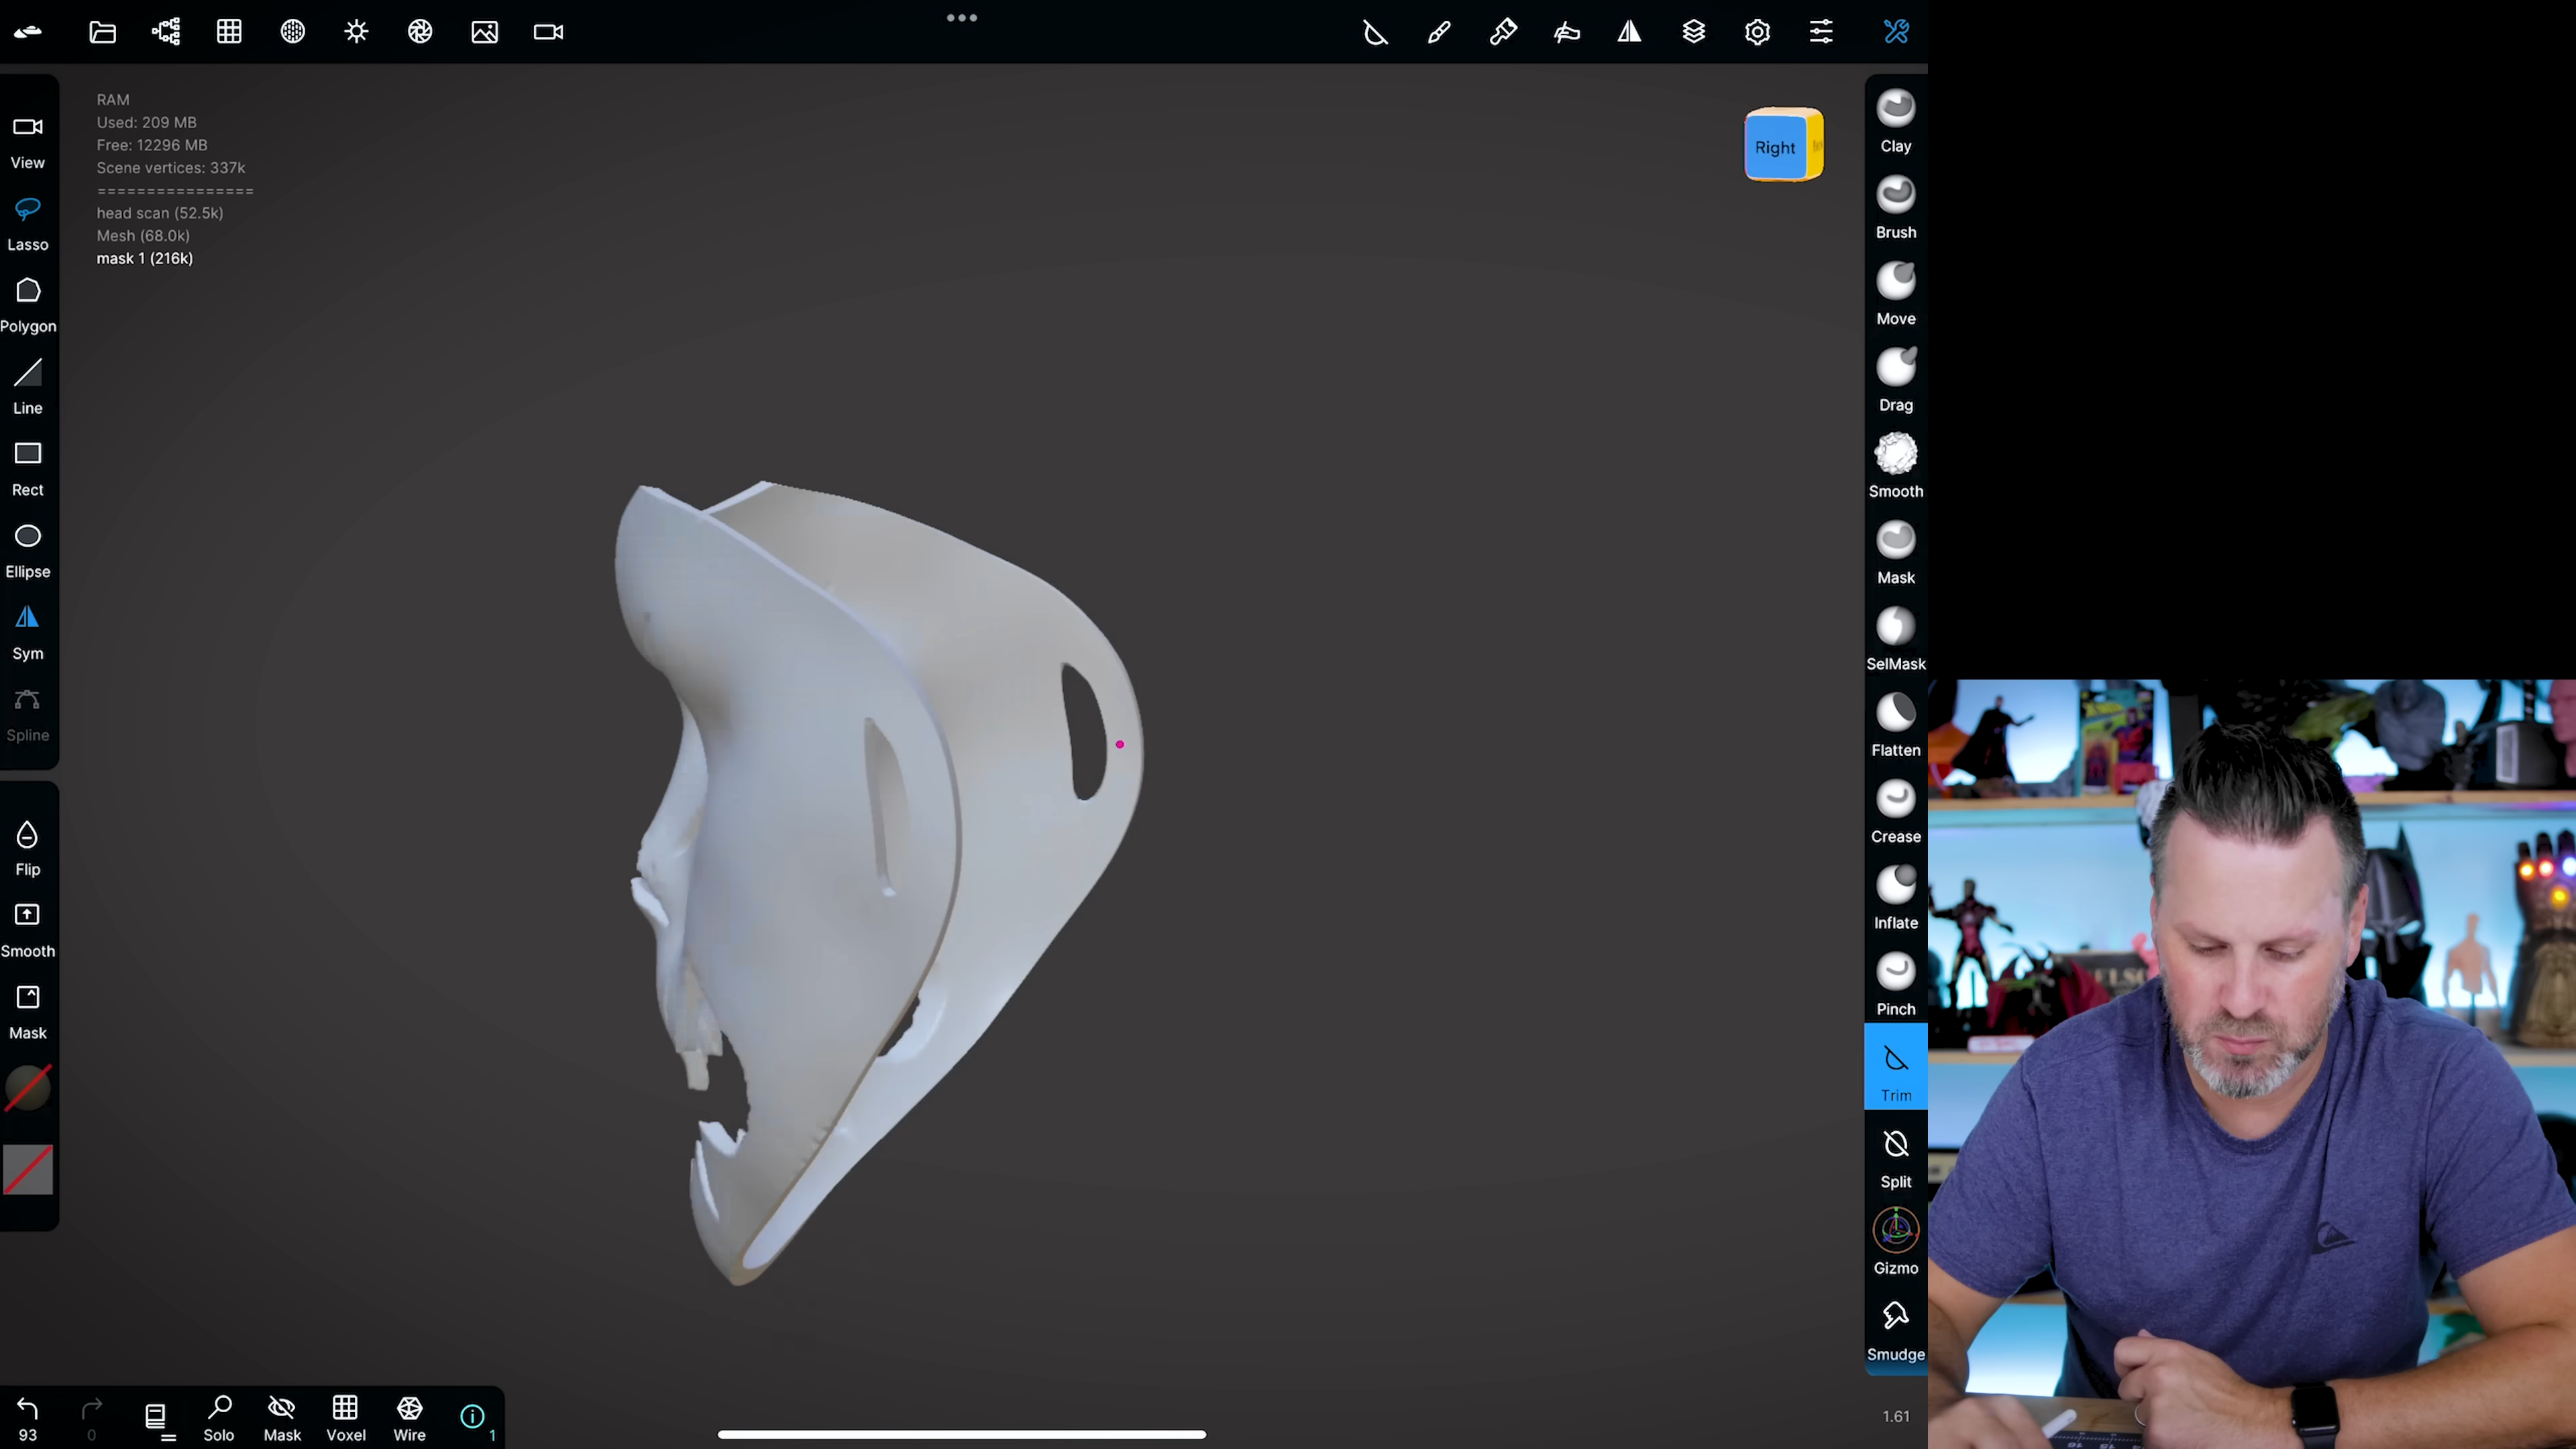 RAM
Used: 209 MB
Free: 12296 MB
Scene vertices: 337k
================
head scan (52.5k)
Mesh (68.0k)
mask 1 (216k)
View
Lasso
Polygon
Line
Rect
Ellipse
Sym
Spline
Flip
Smooth
Mask
93
0
Solo
Mask
Voxel
Wire
1
Right
Clay
Brush
Move
Drag
Smooth
Mask
SelMask
Flatten
Crease
Inflate
Pinch
Trim
Split
Gizmo
Smudge
1.61